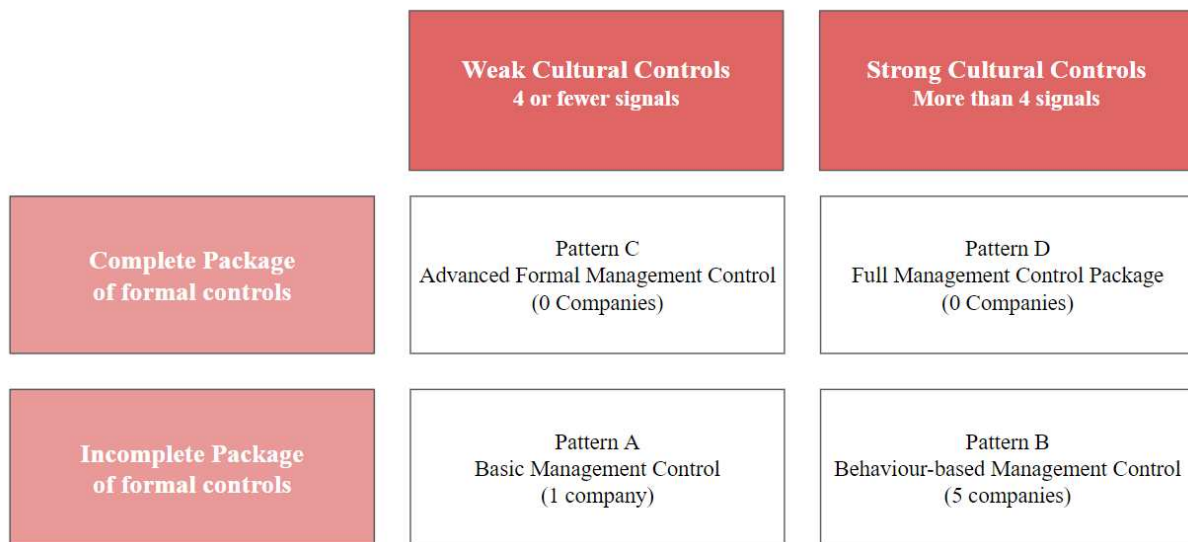 Weak Cultural Controls
4 or fewer signals
Strong Cultural Controls
More than 4 signals
Complete Package
of formal controls
Pattern C
Advanced Formal Management Control
(0 Companies)
Pattern D
Full Management Control Package
(0 Companies)
Incomplete Package
of formal controls
Pattern A
Basic Management Control
(1 company)
Pattern B
Behaviour-based Management Control
(5 companies)